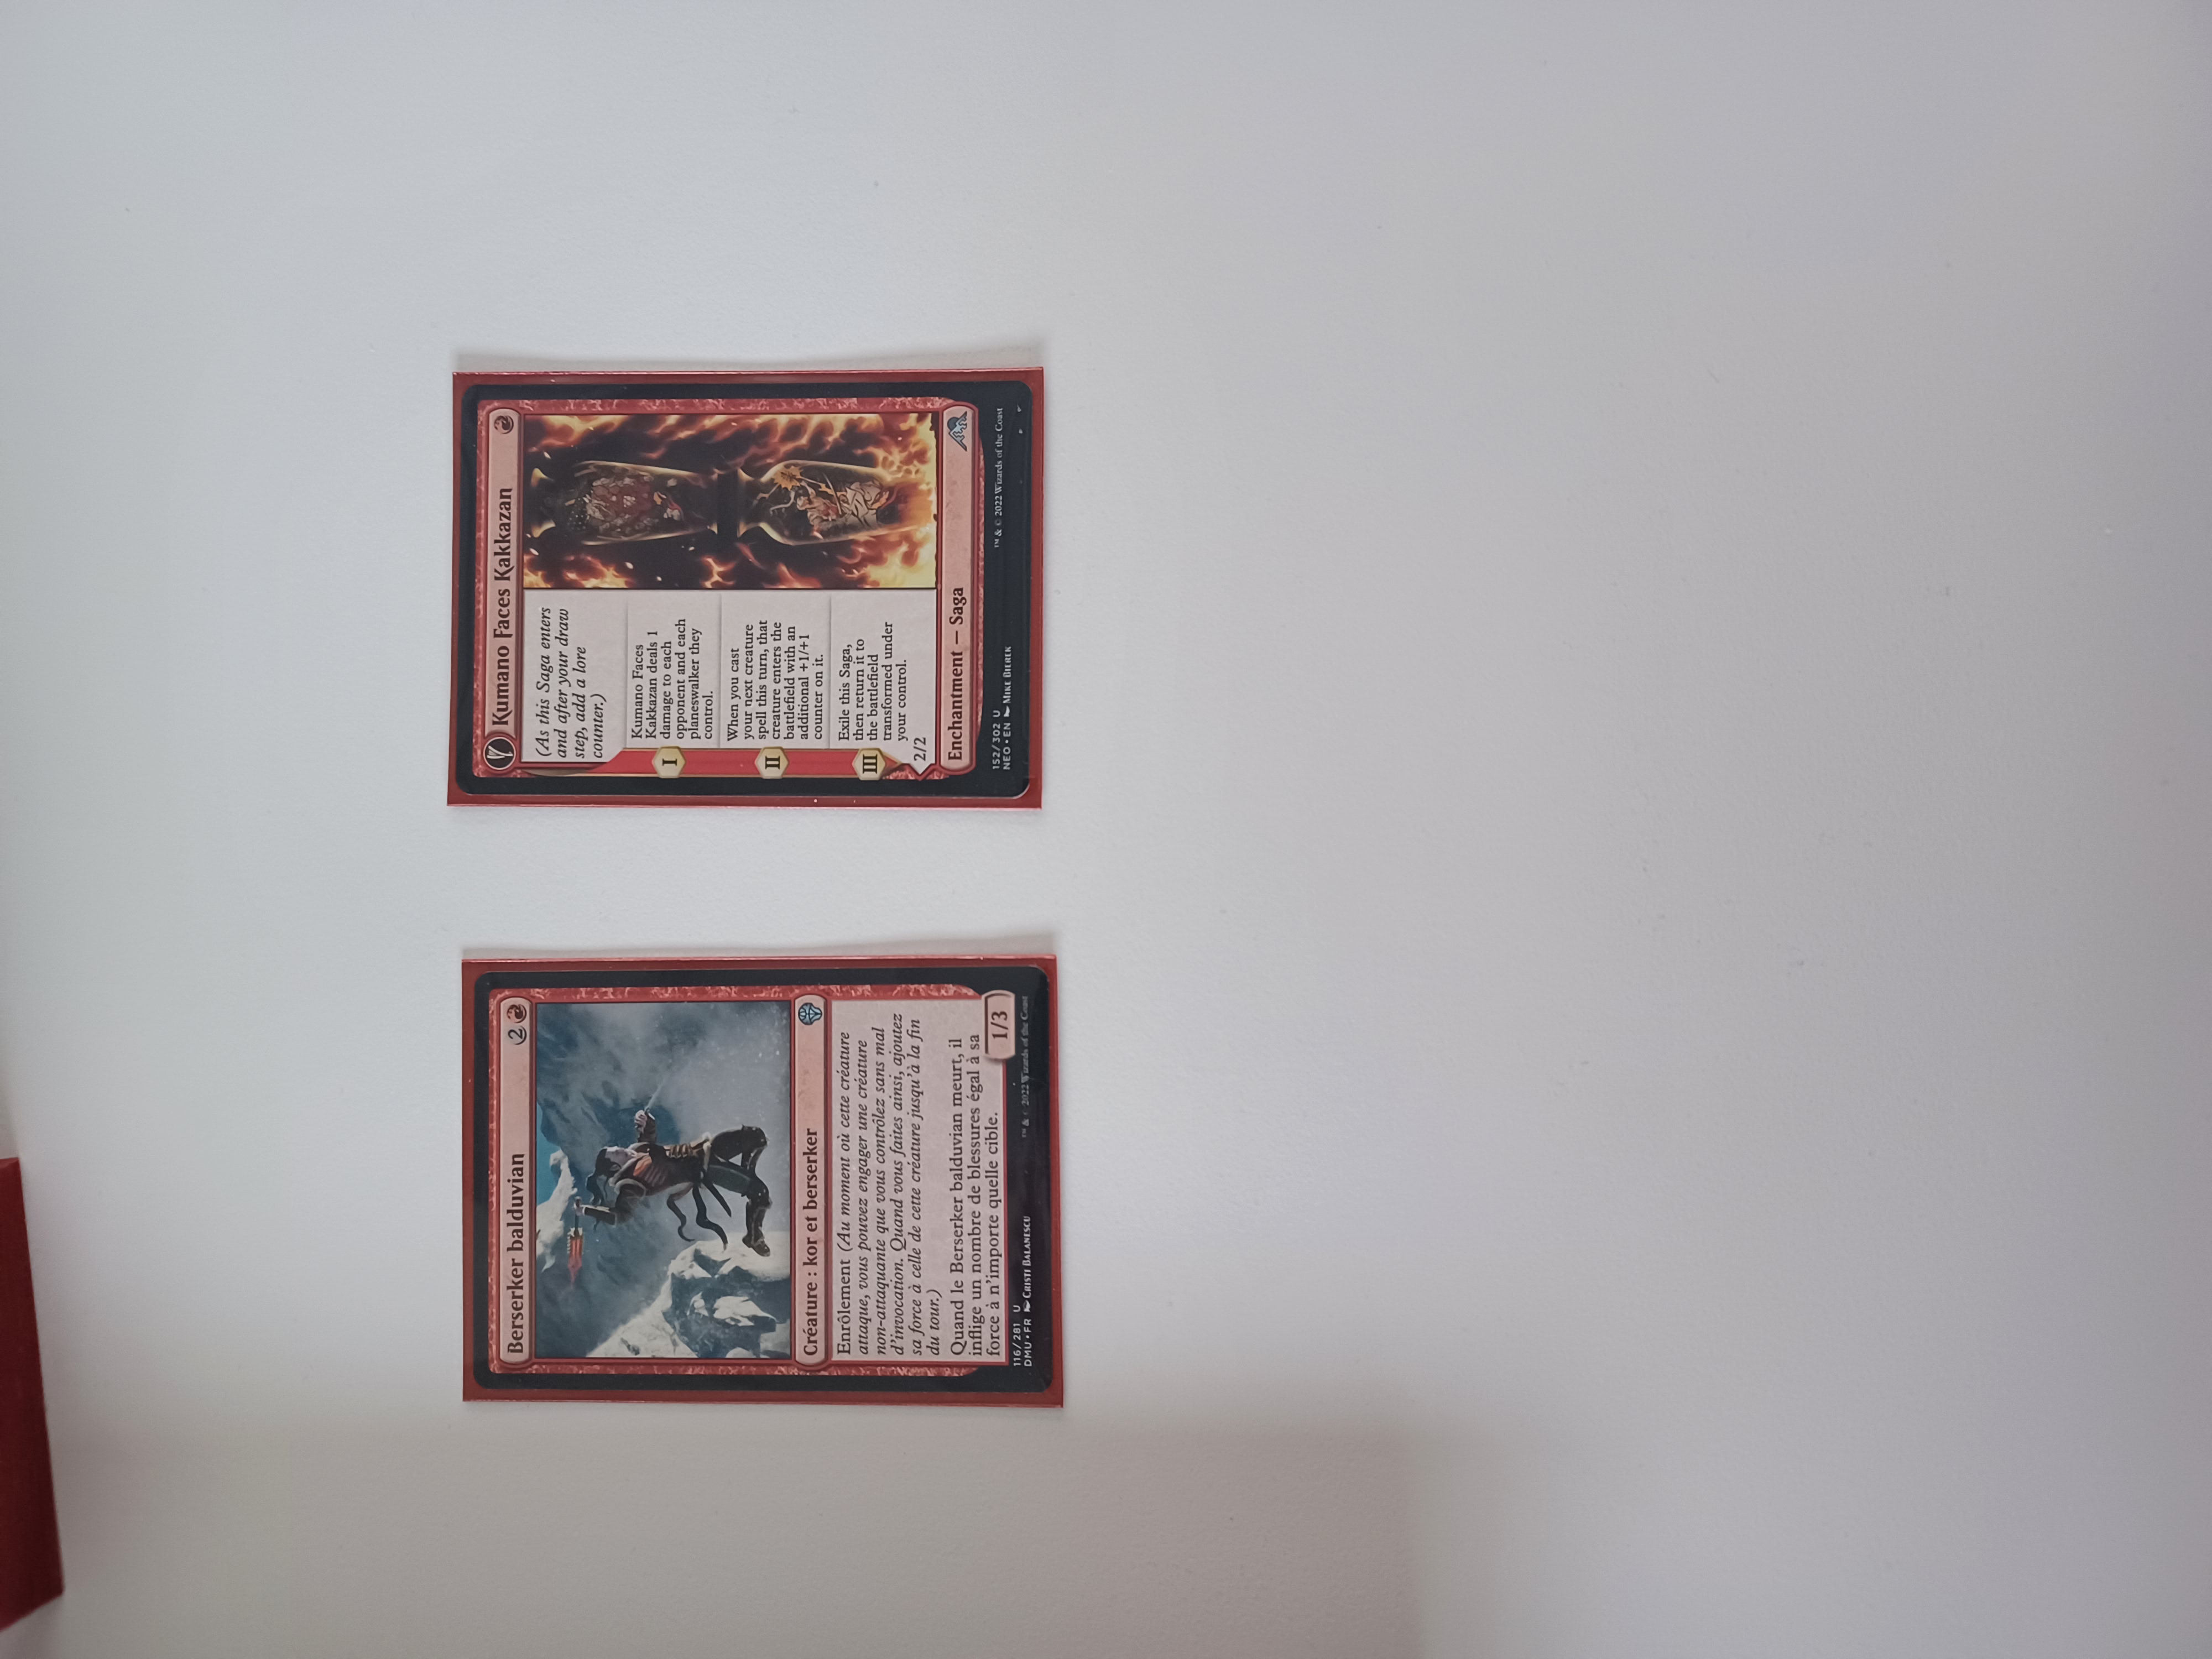 Berserker balduvian 2
Créature : kor et berserker
Enrôlement (Au moment où cette créature
attaque, vous pouvez engager une créature
non-attaquante que vous contrôlez sans mal
d'invocation. Quand vous faites ainsi, ajoutez
sa force à celle de cette créature jusqu'à la fin
du tour.)
Quand le Berserker balduvian meurt, il
inflige un nombre de blessures égal à sa
force à n'importe quelle cible.
1/3
116/281 U
DMU • FR CRISTI BALANESCU
™ & © 2022 Wizards of the Coast
Kumano Faces Kakkazan
(As this Saga enters
and after your draw
step, add a lore
counter.)
I
Kumano Faces
Kakkazan deals 1
damage to each
opponent and each
planeswalker they
control.
II
When you cast
your next creature
spell this turn, that
creature enters the
battlefield with an
additional +1/+1
counter on it.
III
Exile this Saga,
then return it to
the battlefield
transformed under
your control.
2/2
Enchantment — Saga
152/302 U
NEO • EN MIKE BIEREK
™ & © 2022 Wizards of the Coast